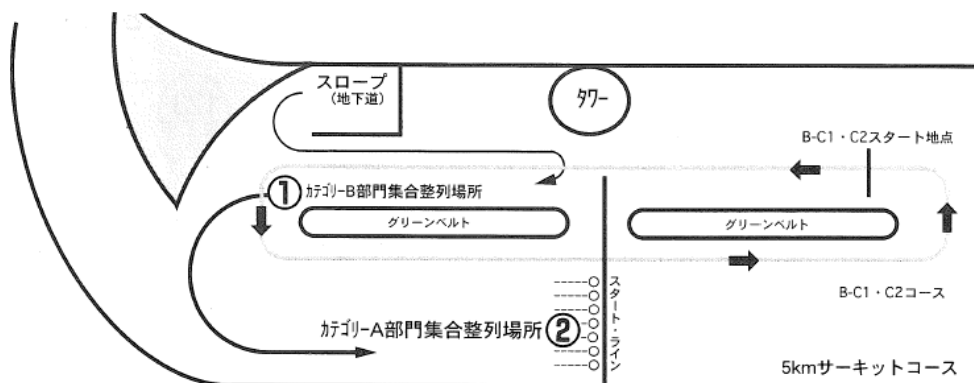 スロープ
(地下道)
タワー
B-C1・C2スタート地点
① カテゴリーB部門集合整列場所
グリーンベルト
グリーンベルト
スタート・ライン
B-C1・C2コース
カテゴリーA部門集合整列場所 ②
5kmサーキットコース